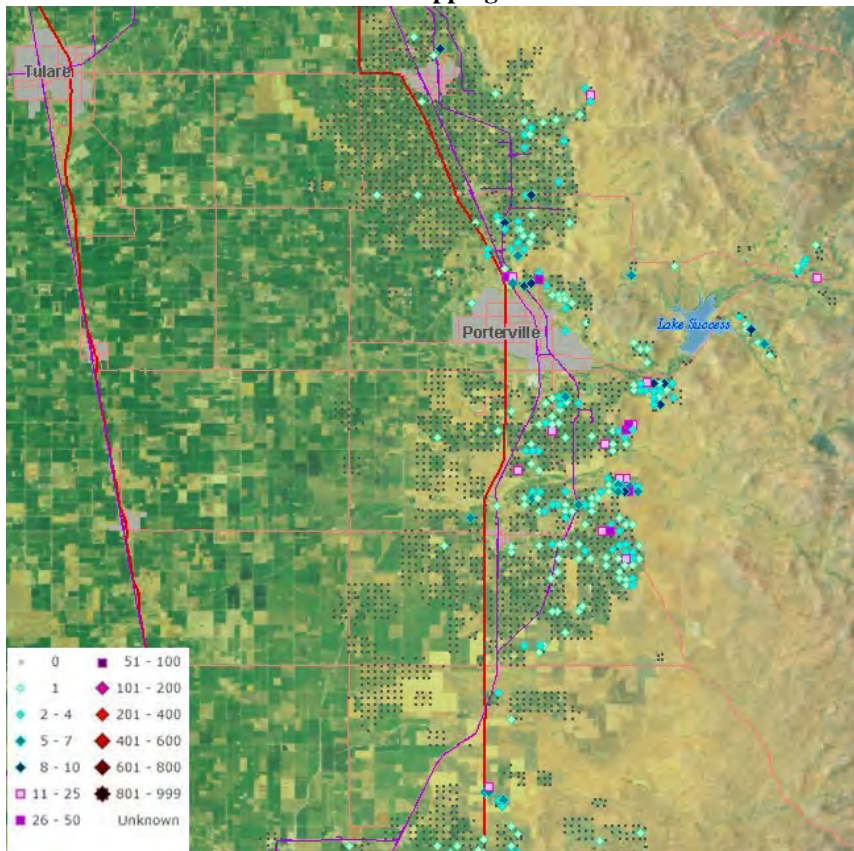 Tulare
Porterville
Lake Success
0
1
2 - 4
5 - 7
8 - 10
11 - 25
26 - 50
51 - 100
101 - 200
201 - 400
401 - 600
601 - 800
801 - 999
Unknown